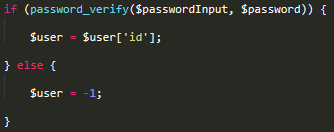 if (password_verify($passwordInput, $password)) {
$user = $user['id'];
} else {
$user = -1;
}